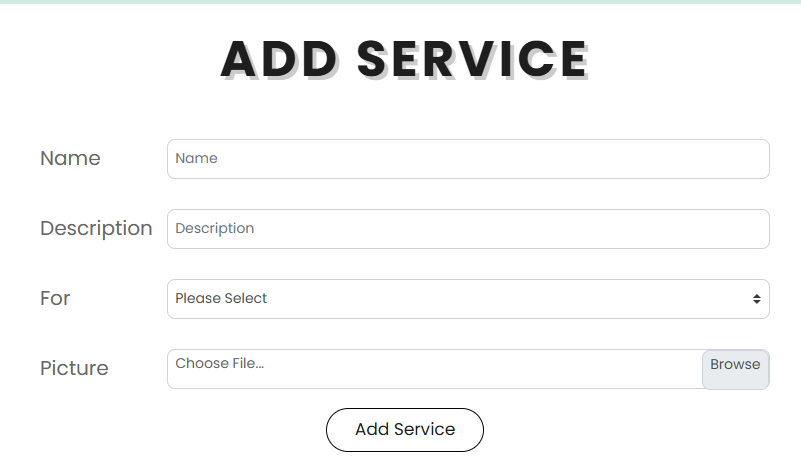 ADD SERVICE
Name Name
Description Description
For Please Select
Picture Choose File... Browse
Add Service